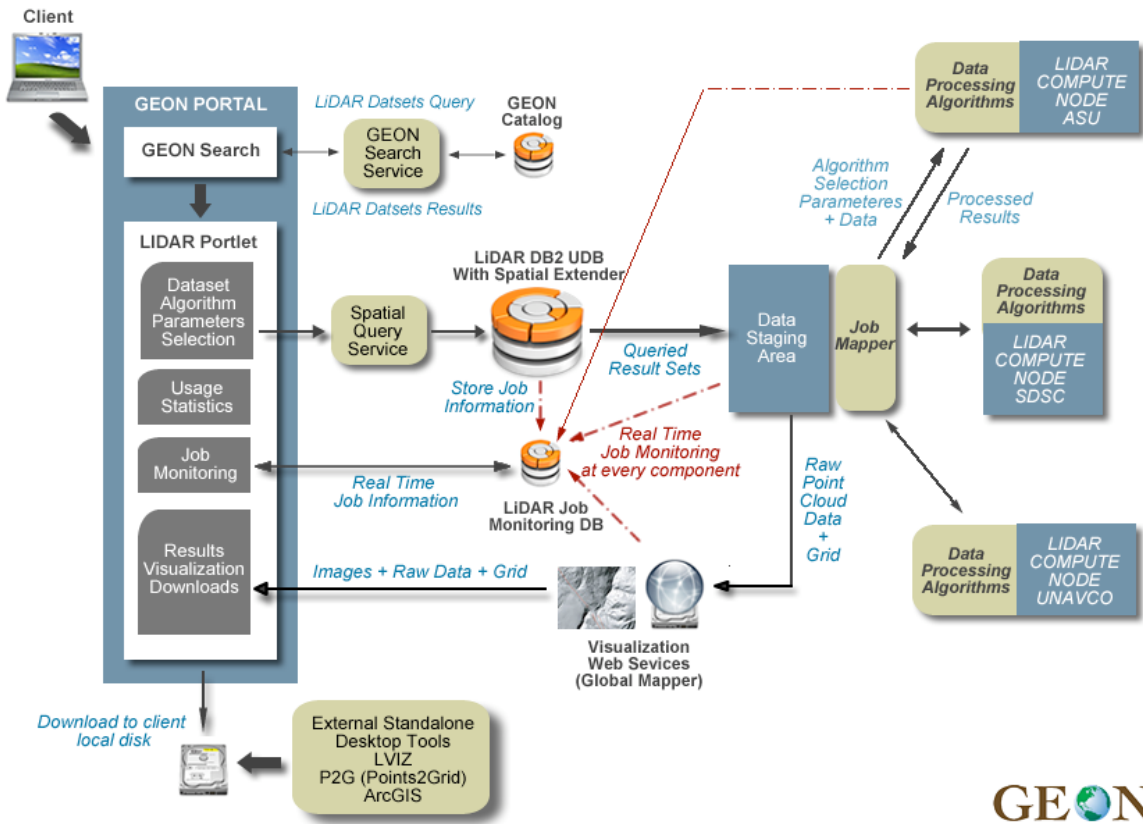 Client
GEON PORTAL
GEON Search
LiDAR Datsets Query
GEON
Search
Service
LiDAR Datsets Results
GEON
Catalog
LIDAR Portlet
Dataset
Algorithm
Parameters
Selection
Usage
Statistics
Job
Monitoring
Results
Visualization
Downloads
Spatial
Query
Service
LiDAR DB2 UDB
With Spatial Extender
Queried
Result Sets
Store Job
Information
Real Time
Job Information
LiDAR Job
Monitoring DB
Real Time
Job Monitoring
at every component
Images + Raw Data + Grid
Visualization
Web Sevices
(Global Mapper)
Data
Staging
Area
Job
Mapper
Raw
Point
Cloud
Data
+
Grid
Algorithm
Selection
Parameteres
+ Data
Processed
Results
Data
Processing
Algorithms
LIDAR
COMPUTE
NODE
ASU
Data
Processing
Algorithms
LIDAR
COMPUTE
NODE
SDSC
Data
Processing
Algorithms
LIDAR
COMPUTE
NODE
UNAVCO
Download to client
local disk
External Standalone
Desktop Tools
LVIZ
P2G (Points2Grid)
ArcGIS
GEON